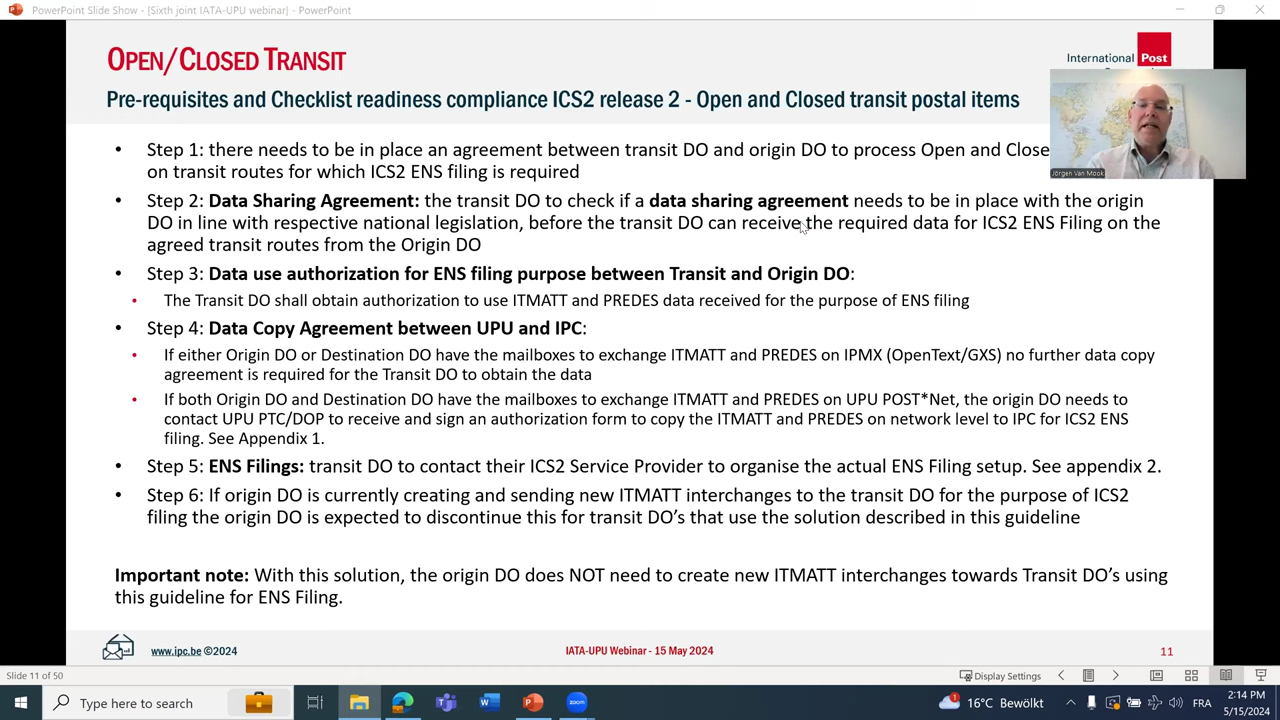 PowerPoint Slide Show - [Sixth joint IATA-UPU webinar] - PowerPoint
OPEN/CLOSED TRANSIT
International Post
Pre-requisites and Checklist readiness compliance ICS2 release 2 - Open and Closed transit postal items
Jörgen Van Mook
• Step 1: there needs to be in place an agreement between transit DO and origin DO to process Open and Close
on transit routes for which ICS2 ENS filing is required
• Step 2: Data Sharing Agreement: the transit DO to check if a data sharing agreement needs to be in place with the origin
DO in line with respective national legislation, before the transit DO can receive the required data for ICS2 ENS Filing on the
agreed transit routes from the Origin DO
• Step 3: Data use authorization for ENS filing purpose between Transit and Origin DO:
• The Transit DO shall obtain authorization to use ITMATT and PREDES data received for the purpose of ENS filing
• Step 4: Data Copy Agreement between UPU and IPC:
• If either Origin DO or Destination DO have the mailboxes to exchange ITMATT and PREDES on IPMX (OpenText/GXS) no further data copy
agreement is required for the Transit DO to obtain the data
• If both Origin DO and Destination DO have the mailboxes to exchange ITMATT and PREDES on UPU POST*Net, the origin DO needs to
contact UPU PTC/DOP to receive and sign an authorization form to copy the ITMATT and PREDES on network level to IPC for ICS2 ENS
filing. See Appendix 1.
• Step 5: ENS Filings: transit DO to contact their ICS2 Service Provider to organise the actual ENS Filing setup. See appendix 2.
• Step 6: If origin DO is currently creating and sending new ITMATT interchanges to the transit DO for the purpose of ICS2
filing the origin DO is expected to discontinue this for transit DO's that use the solution described in this guideline
Important note: With this solution, the origin DO does NOT need to create new ITMATT interchanges towards Transit DO's using
this guideline for ENS Filing.
www.ipc.be ©2024
IATA-UPU Webinar - 15 May 2024
11
Slide 11 of 50
Display Settings
Type here to search
zoom
1
16°C Bewölkt
FRA
2:14 PM
5/15/2024